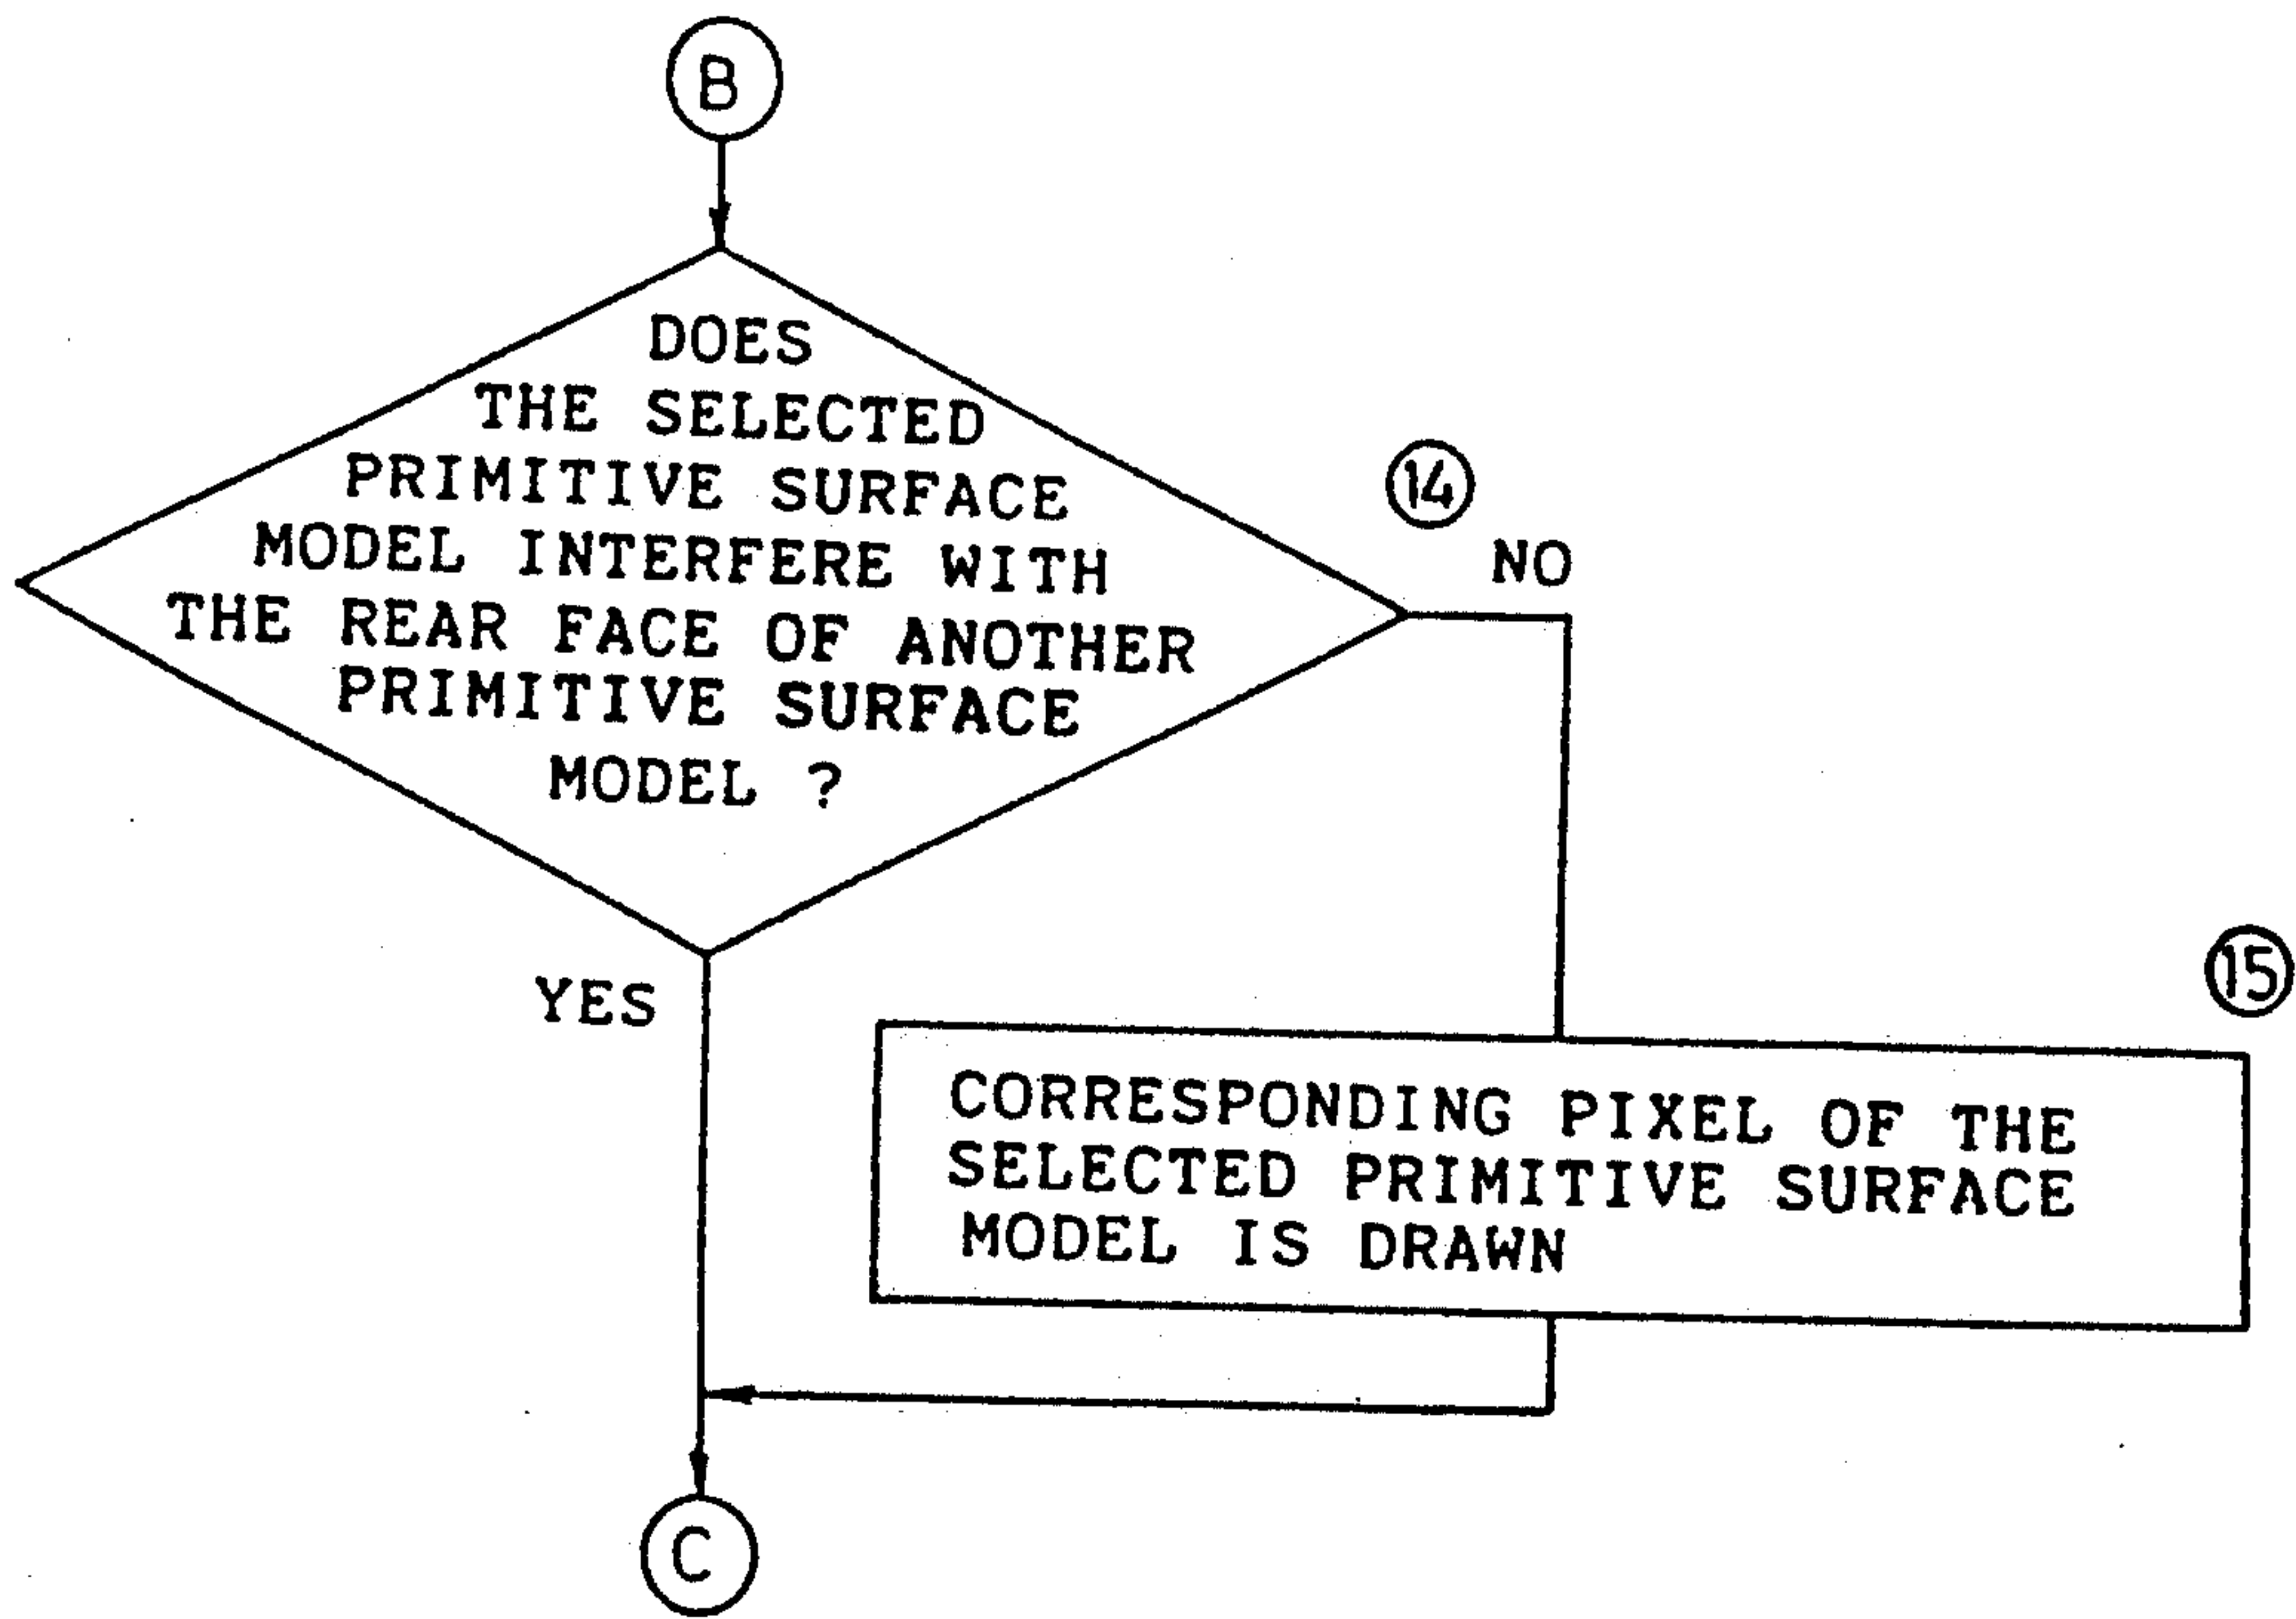 B
DOES
THE SELECTED
PRIMITIVE SURFACE
MODEL INTERFERE WITH
THE REAR FACE OF ANOTHER
PRIMITIVE SURFACE
MODEL ?
14
NO
YES
15
CORRESPONDING PIXEL OF THE
SELECTED PRIMITIVE SURFACE
MODEL IS DRAWN
C